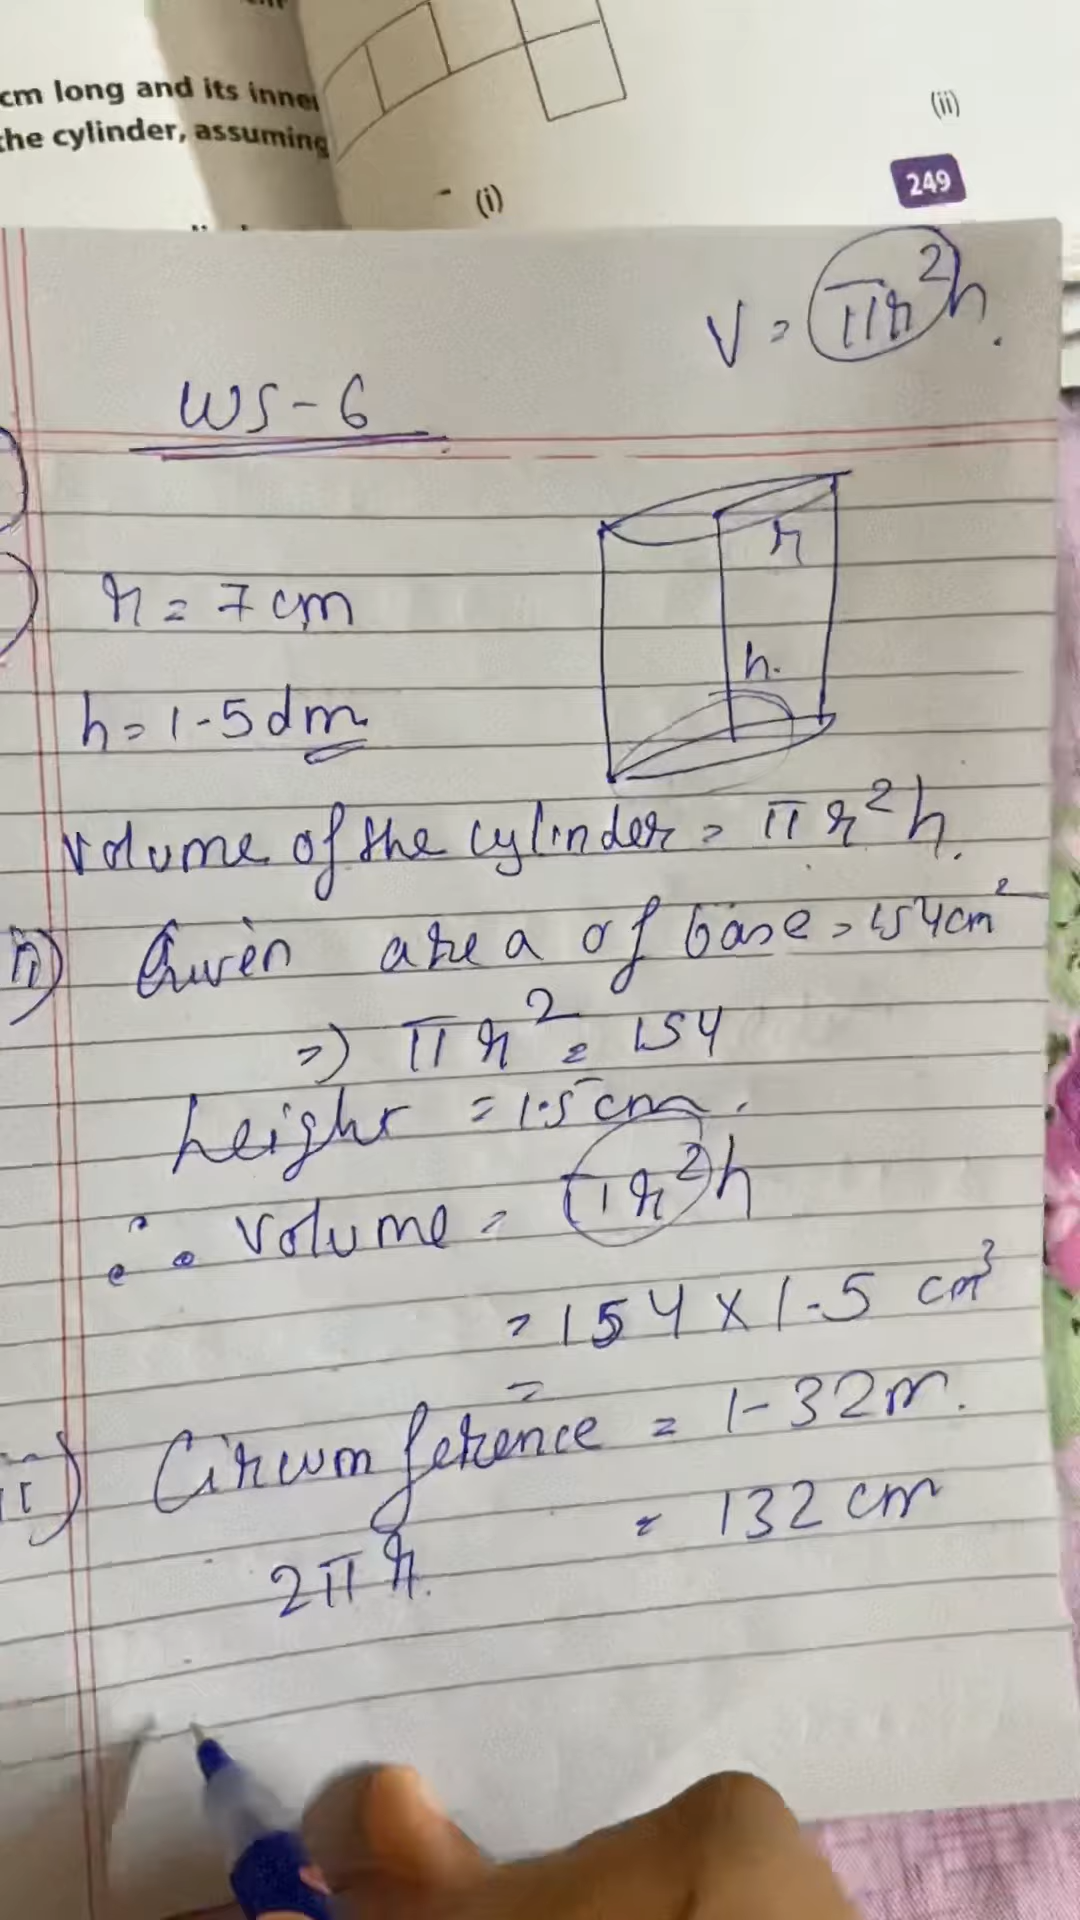 cm long and its inner
the cylinder, assuming
(i)
(ii)
249
V = πr²h.
WS-6
r = 7 cm
h = 1-5 dm
r
h.
volume of the cylinder = πr²h.
ii) Given area of base = 154 cm²
=) πr² = 154
height = 1.5 cm.
∴ volume = πr²h
= 154 x 1-5 cm³
=
Circumference = 1-32 m.
2πr. = 132 cm